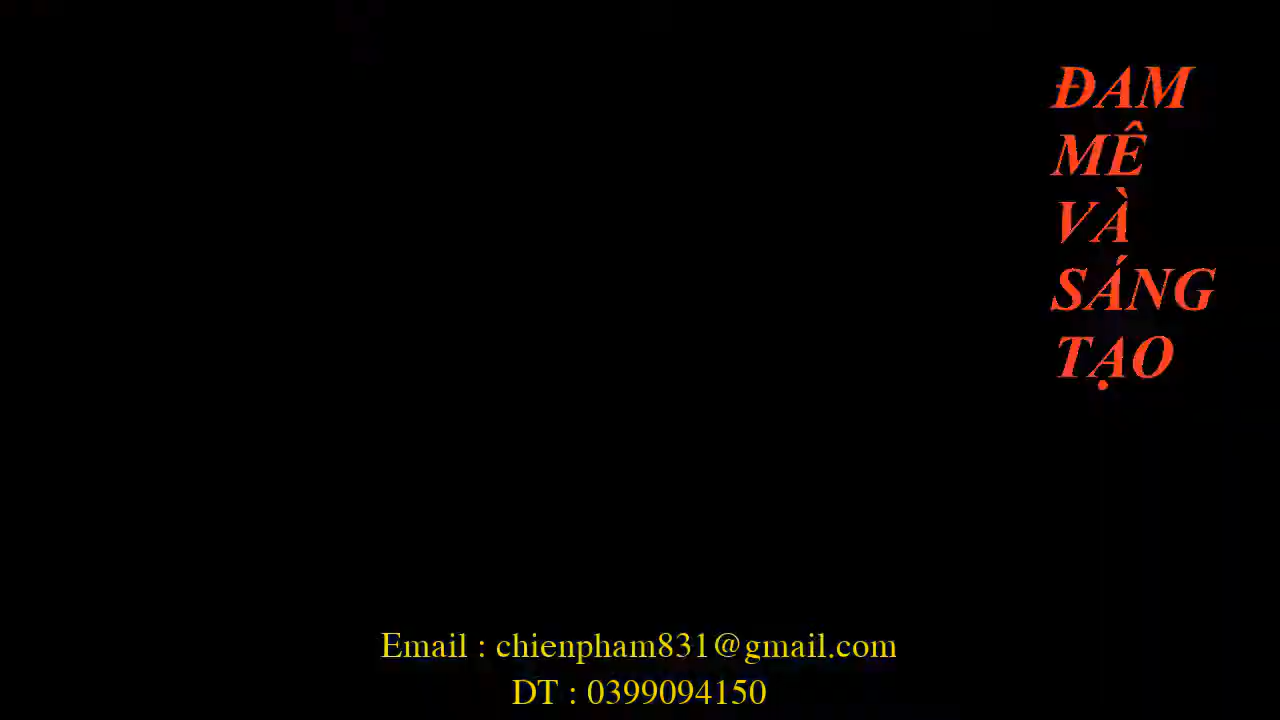 ĐAM
MÊ
VÀ
SÁNG
TẠO
Email : chienpham831@gmail.com
DT : 0399094150